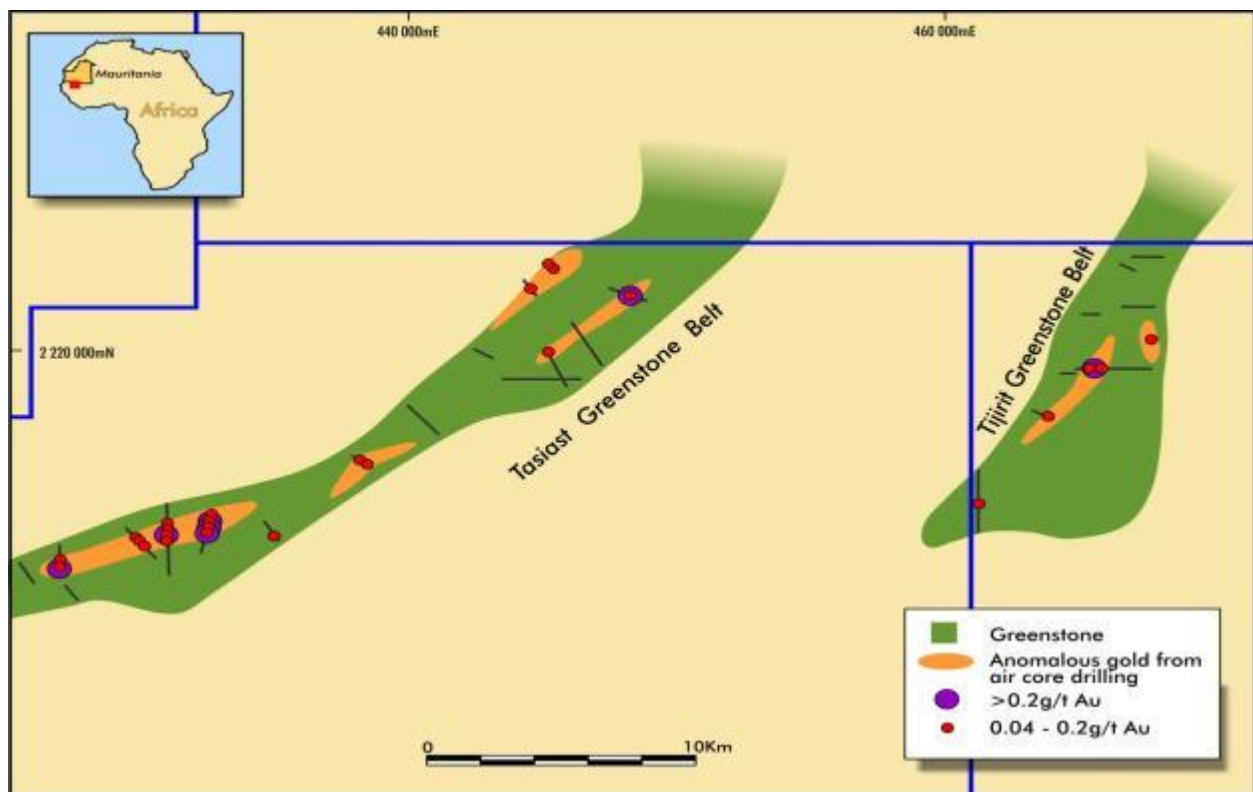 440 000mE
460 000mE
Mauritania
Africa
2 220 000mN
Tasiast Greenstone Belt
Tijirit Greenstone Belt
Greenstone
Anomalous gold from
air core drilling
>0.2g/t Au
0.04 - 0.2g/t Au
0
10Km